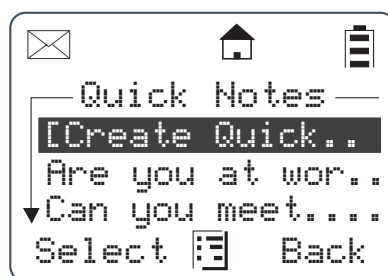 Quick Notes
[Create Quick..
Are you at wor..
Can you meet....
Select Back